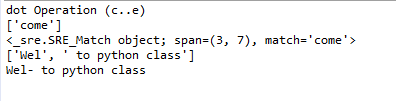 dot Operation (c..e)
['come']
<_sre.SRE_Match object; span=(3, 7), match='come'>
['Wel', ' to python class']
Wel- to python class